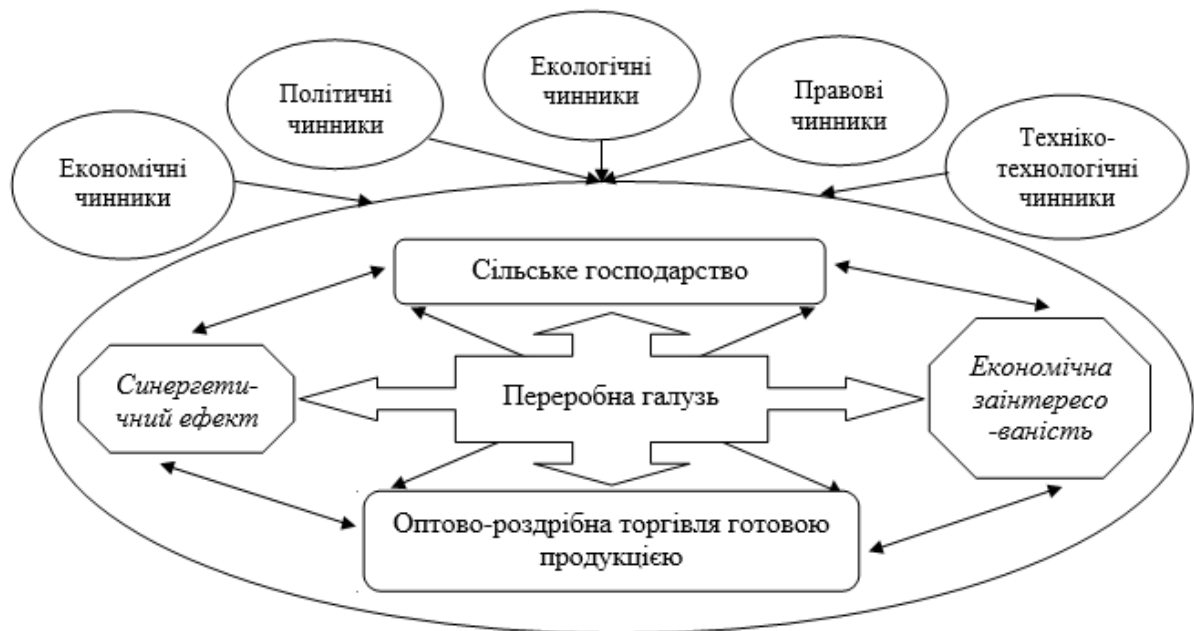 Екологічні
чинники
Політичні
чинники
Правові
чинники
Економічні
чинники
Техніко-
технологічні
чинники
Сільське господарство
Синергети-
чний ефект
Переробна галузь
Економічна
заінтересо
-ваність
Оптово-роздрібна торгівля готовою
продукцією